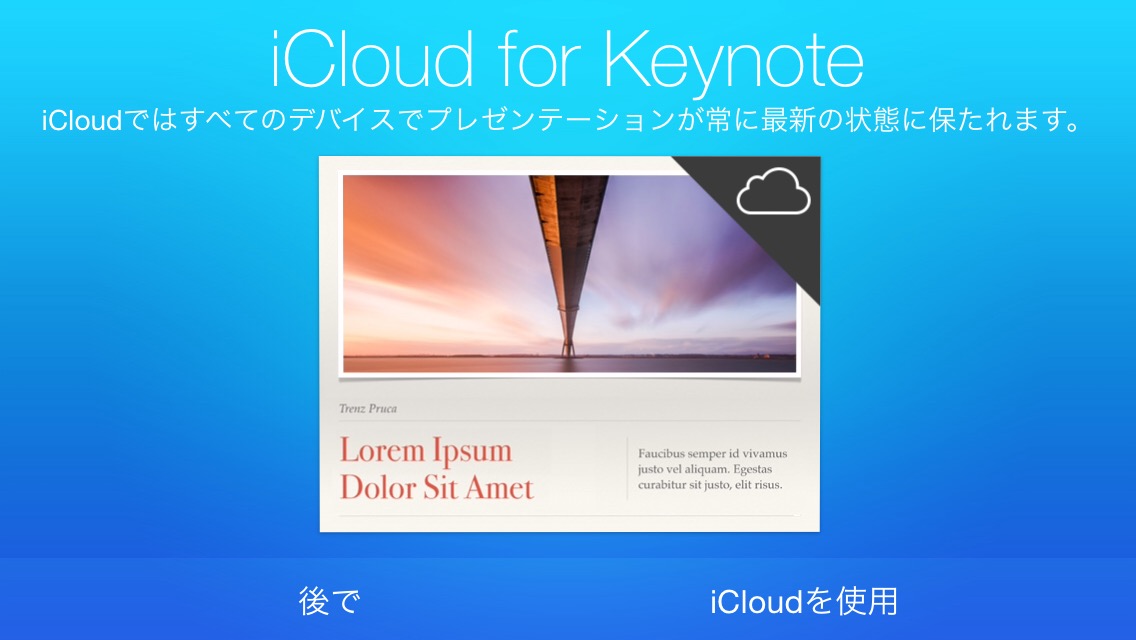 iCloud for Keynote
iCloudではすべてのデバイスでプレゼンテーションが常に最新の状態に保たれます。
Trenz Pruca
Lorem Ipsum
Dolor Sit Amet
Faucibus semper id vivamus
justo vel aliquam. Egestas
curabitur sit justo, elit risus.
後で
iCloudを使用